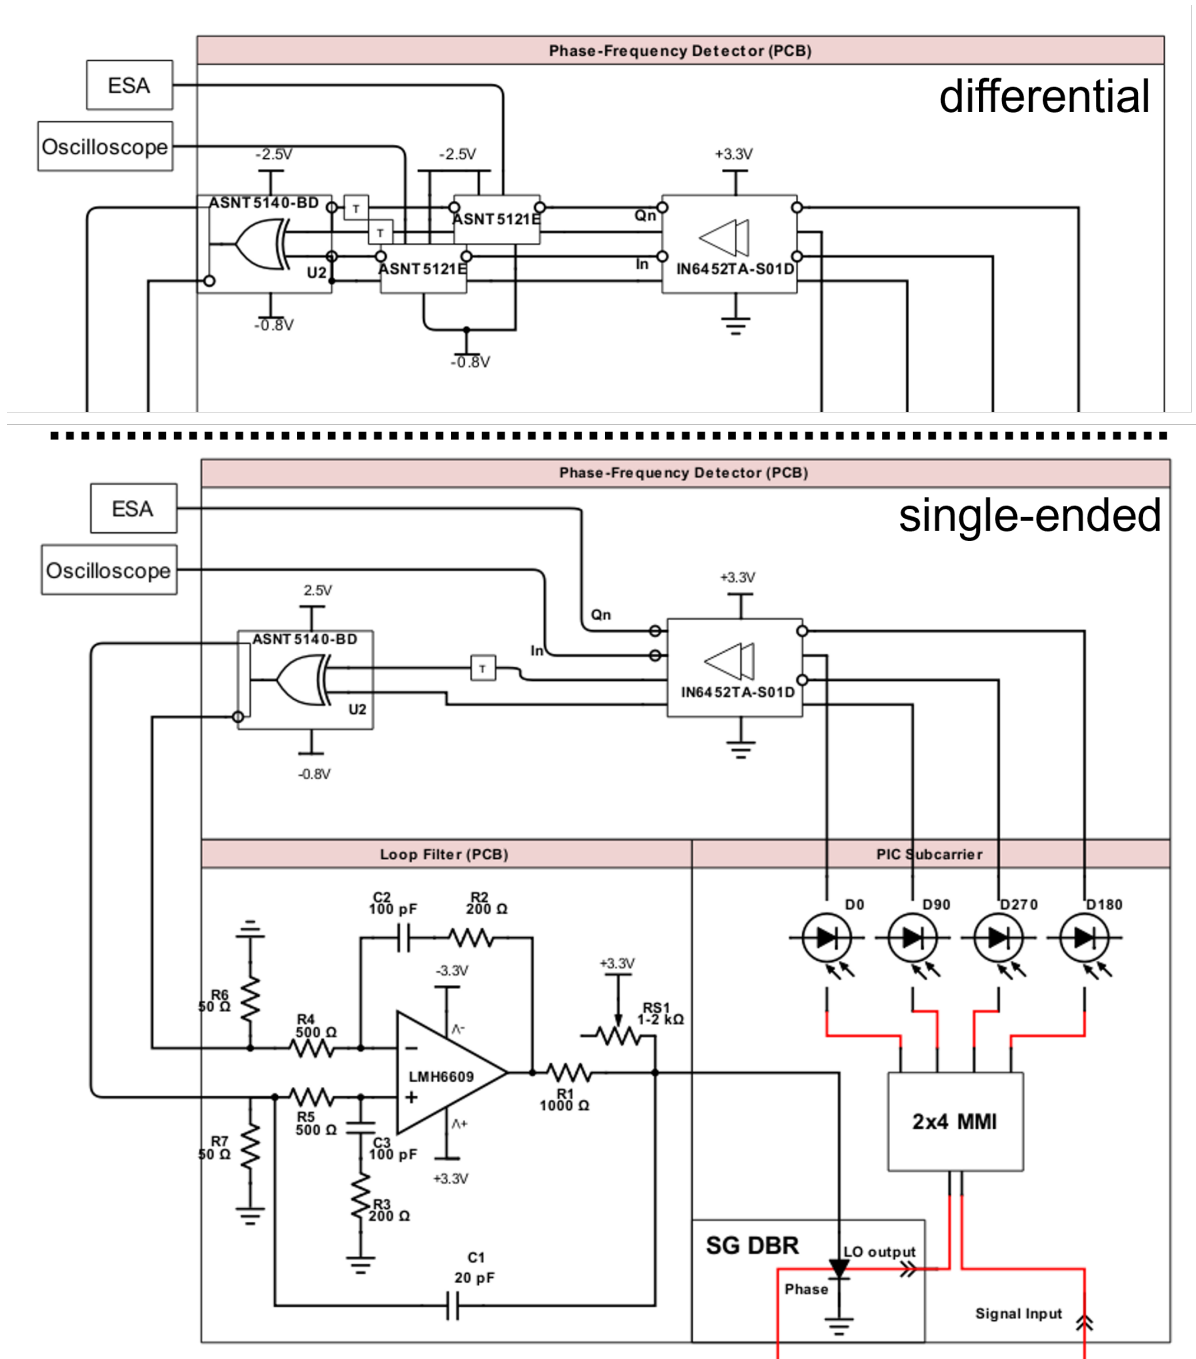 Phase-Frequency Detector (PCB)
differential
ESA
Oscilloscope
-2.5V
-2.5V
+3.3V
ASNT5140-BD
T
T
ASNT5121E
ASNT5121E
Qn
In
U2
IN6452TA-S01D
-0.8V
-0.8V
Phase-Frequency Detector (PCB)
single-ended
ESA
Oscilloscope
2.5V
+3.3V
Qn
In
ASNT5140-BD
T
U2
IN6452TA-S01D
-0.8V
Loop Filter (PCB)
PIC Subcarrier
C2
100 pF
R2
200 Ω
D0
D90
D270
D180
-3.3V
+3.3V
R6
50 Ω
R4
500 Ω
RS1
1-2 kΩ
V-
−
LMH6609
+
V+
R1
1000 Ω
R5
500 Ω
R7
50 Ω
C3
100 pF
+3.3V
R3
200 Ω
2x4 MMI
C1
20 pF
SG DBR
LO output
Phase
Signal Input